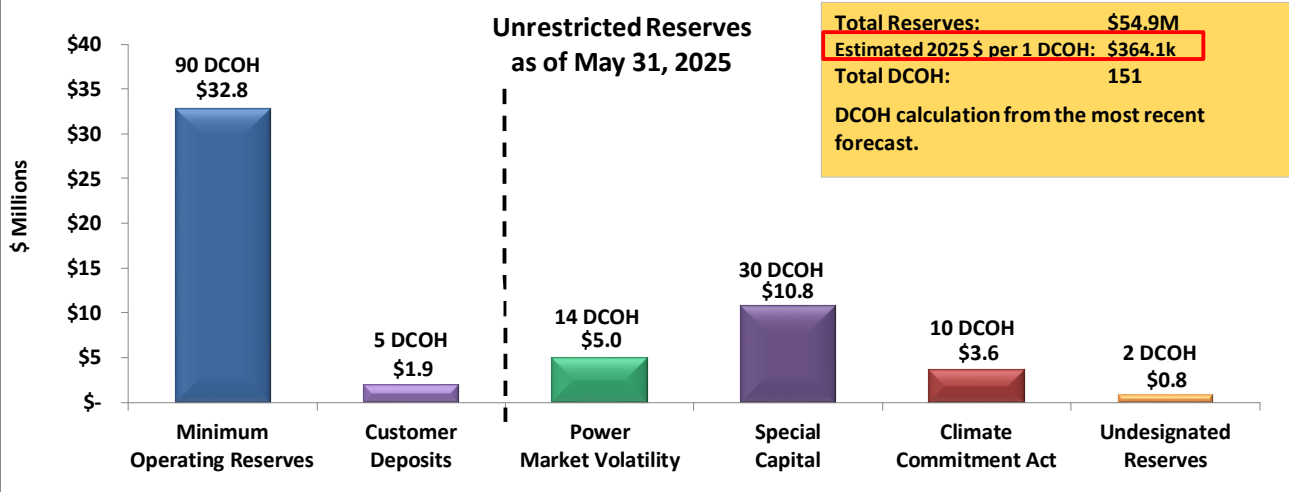 Unrestricted Reserves
as of May 31, 2025
Total Reserves: $54.9M
Estimated 2025 $ per 1 DCOH: $364.1k
Total DCOH: 151
DCOH calculation from the most recent
forecast.
$ Millions
$40
$35
$30
$25
$20
$15
$10
$5
$-
90 DCOH
$32.8
5 DCOH
$1.9
14 DCOH
$5.0
30 DCOH
$10.8
10 DCOH
$3.6
2 DCOH
$0.8
Minimum
Operating Reserves
Customer
Deposits
Power
Market Volatility
Special
Capital
Climate
Commitment Act
Undesignated
Reserves